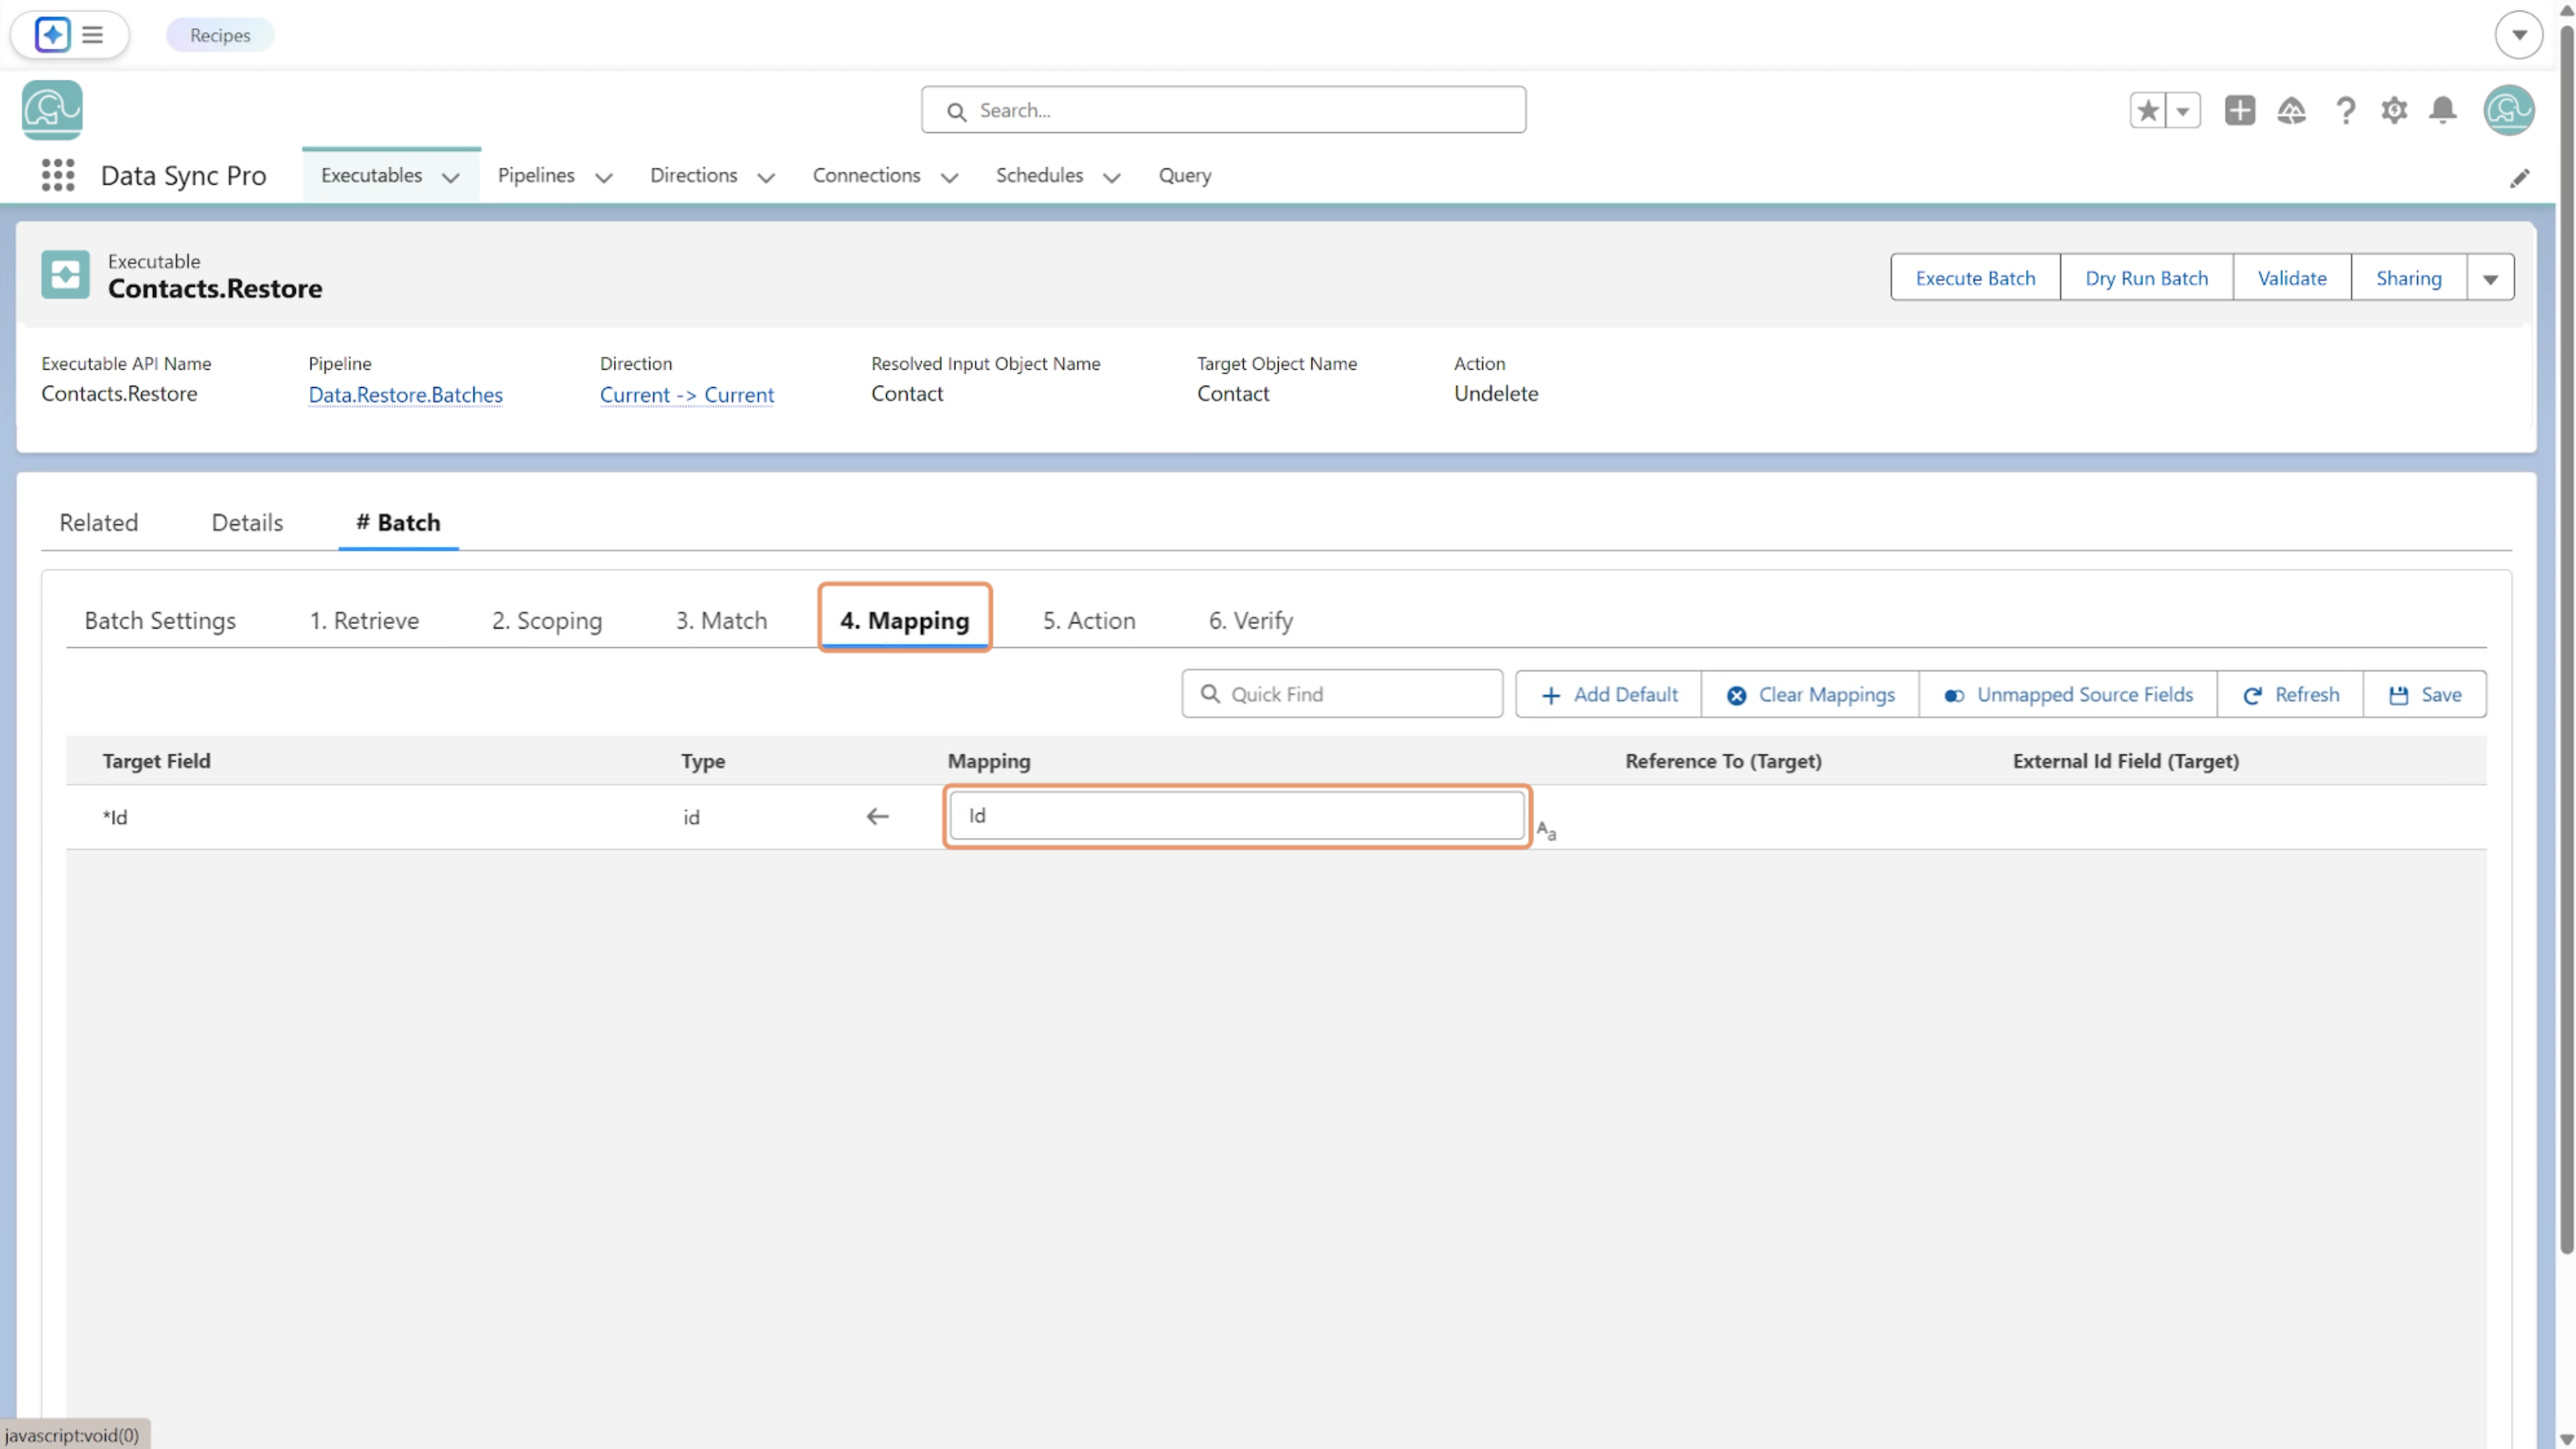 Recipes
Search...
Data Sync Pro
Executables
Pipelines
Directions
Connections
Schedules
Query
Executable
Contacts.Restore
Execute Batch
Dry Run Batch
Validate
Sharing
Executable API Name
Contacts.Restore
Pipeline
Data.Restore.Batches
Direction
Current -> Current
Resolved Input Object Name
Contact
Target Object Name
Contact
Action
Undelete
Related
Details
# Batch
Batch Settings
1. Retrieve
2. Scoping
3. Match
4. Mapping
5. Action
6. Verify
Quick Find
Add Default
Clear Mappings
Unmapped Source Fields
Refresh
Save
Target Field
Type
Mapping
Reference To (Target)
External Id Field (Target)
*Id
id
Id
Aa
javascript:void(0)